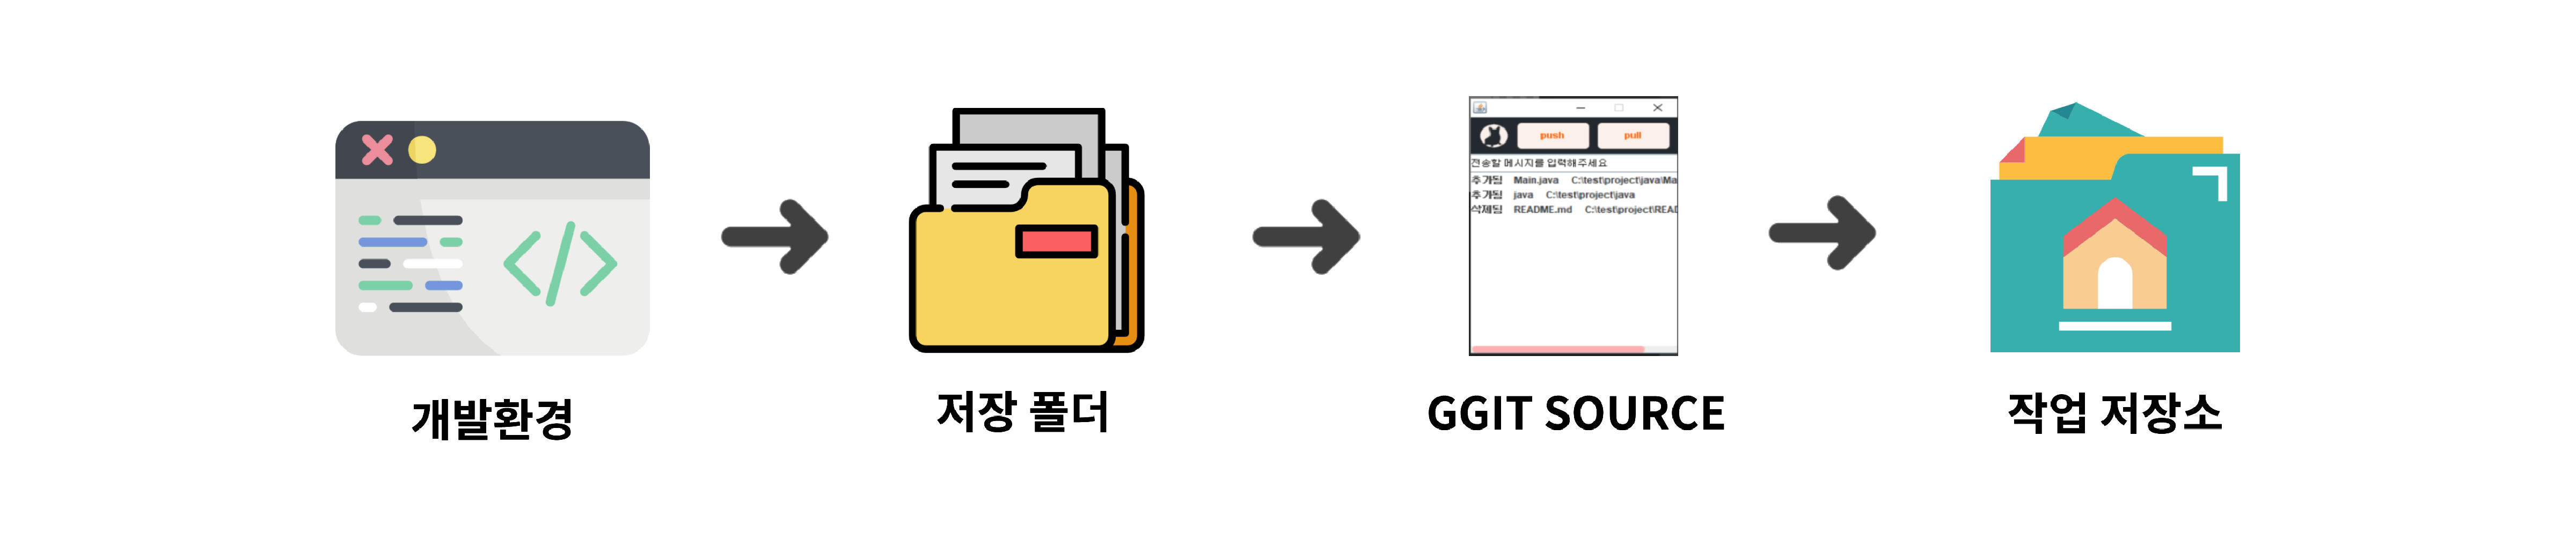 push
pull
전송할 메시지를 입력해주세요
추가됨 Main.java C:\test\project\java\Ma
추가됨 java C:\test\project\java
삭제됨 README.md C:\test\project\READ
개발환경
저장 폴더
GGIT SOURCE
작업 저장소